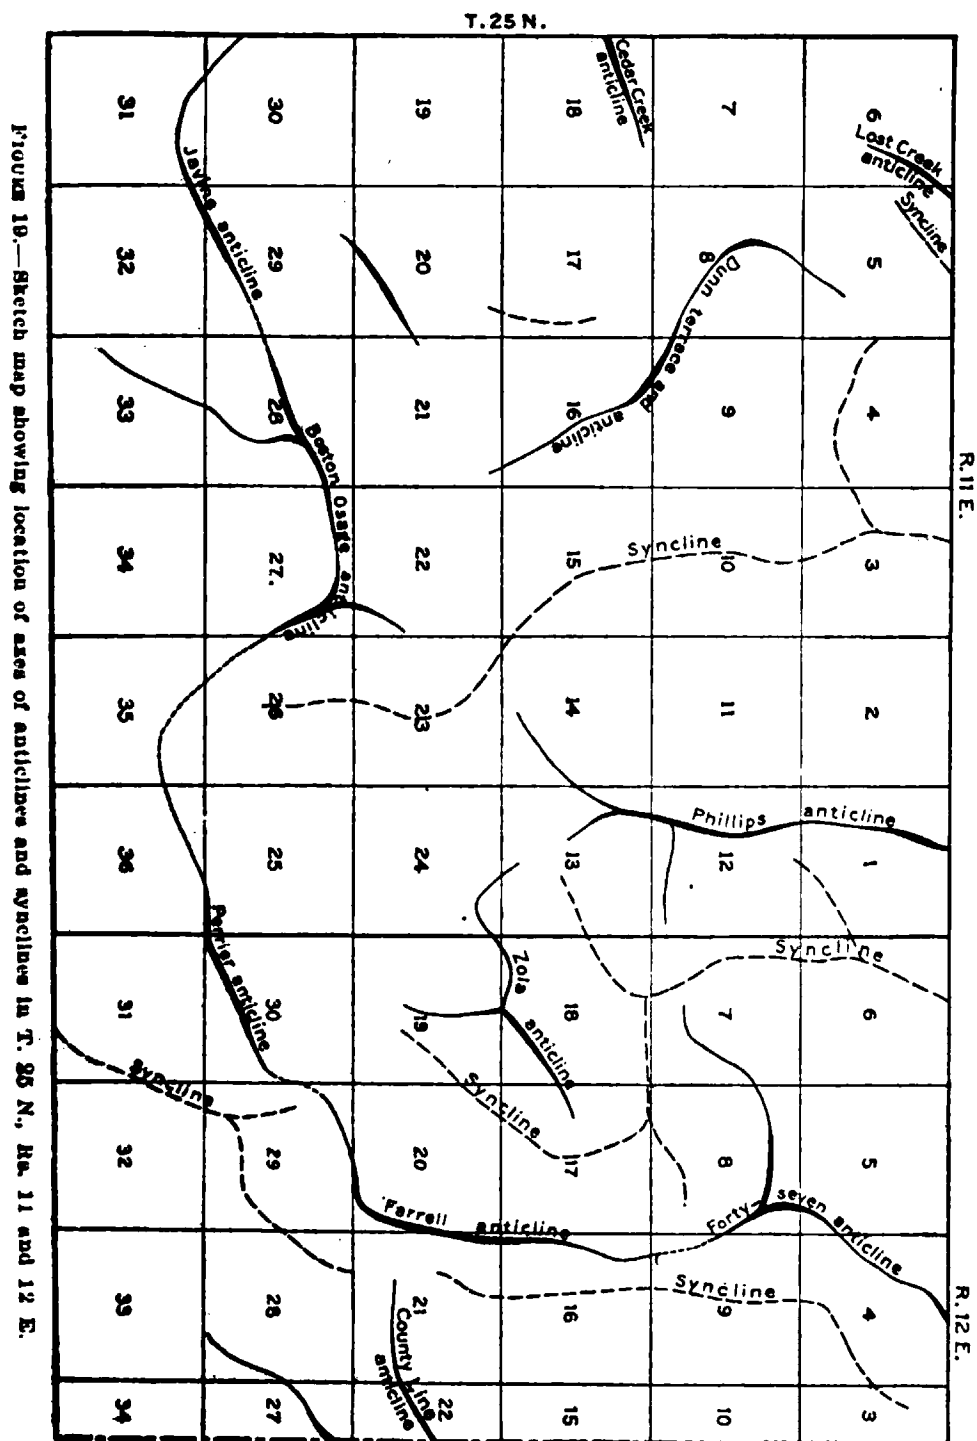 T. 25 N.
R. 11 E.
R. 12 E.
6
5
4
3
2
1
6
5
4
3
7
8
9
10
11
12
7
8
9
10
18
17
16
15
14
13
18
17
16
15
19
20
21
22
23
24
19
20
21
22
30
29
28
27.
26
25
30
29
28
27
31
32
33
34
35
36
31
32
33
34
Lost Creek
anticline
Syncline
Cedar Creek
anticline
Dunn terrace and
anticline
Syncline
Phillips anticline
Syncline
Zola
anticline
Syncline
Forty-
seven anticline
Syncline
Farrell anticline
County Line
anticline
Javine anticline
Boston Osage anticline
Perrier anticline
Syncline
FIGURE 19.—Sketch map showing location of axes of anticlines and synclines in T. 25 N., Rs. 11 and 12 E.